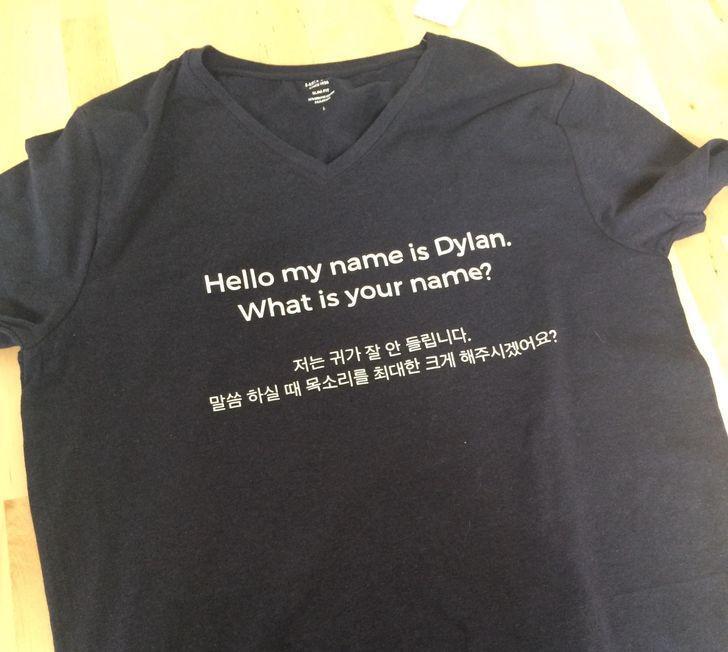 Hello my name is Dylan.
What is your name?
저는 귀가 잘 안 들립니다.
말씀 하실 때 목소리를 최대한 크게 해주시겠어요?
SLIM FIT
L